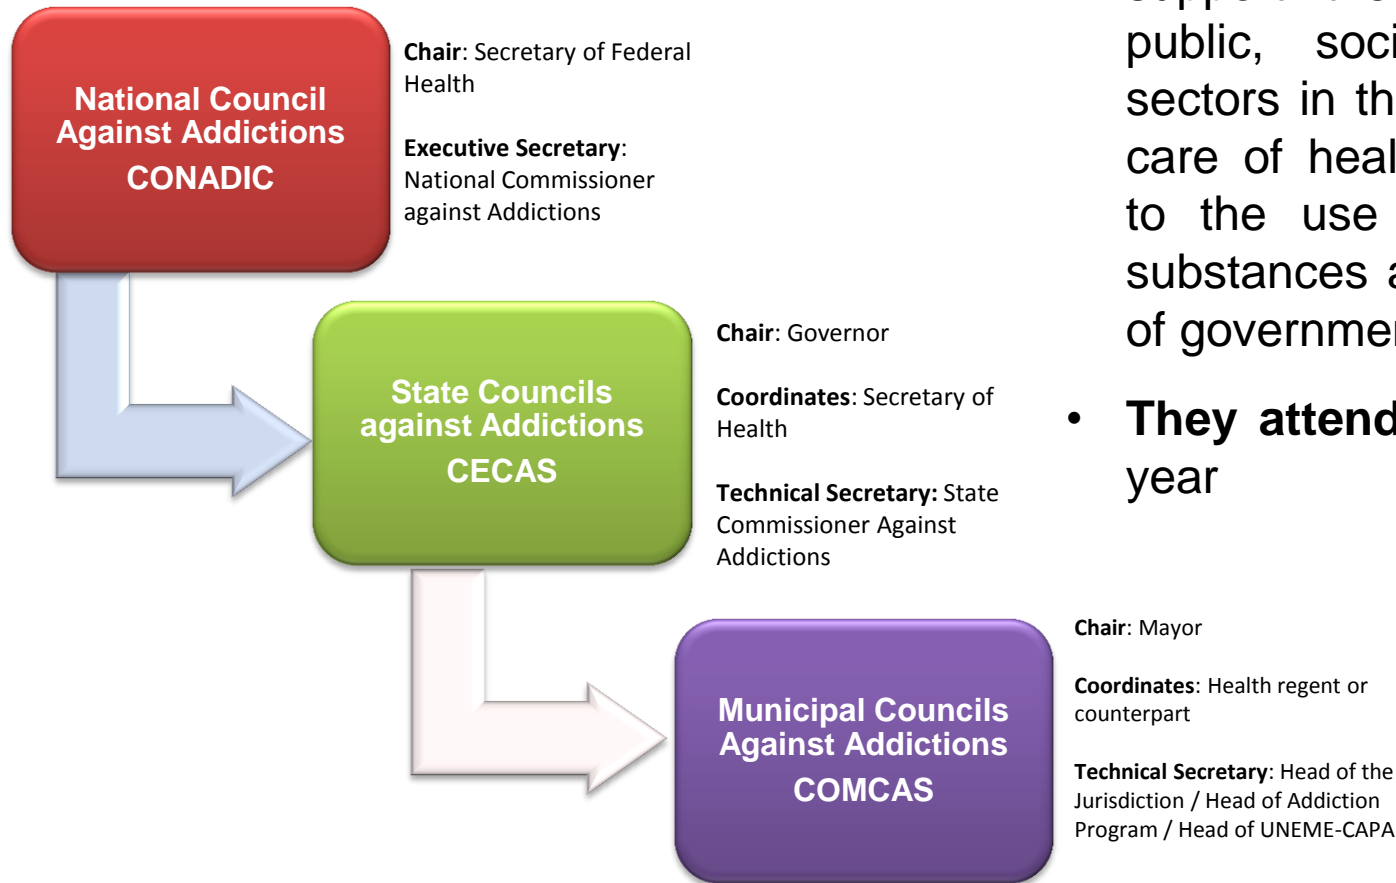 National Council
Against Addictions
CONADIC
Chair: Secretary of Federal
Health
Executive Secretary:
National Commissioner
against Addictions
State Councils
against Addictions
CECAS
Chair: Governor
Coordinates: Secretary of
Health
Technical Secretary: State
Commissioner Against
Addictions
Municipal Councils
Against Addictions
COMCAS
Chair: Mayor
Coordinates: Health regent or
counterpart
Technical Secretary: Head of the
Jurisdiction / Head of Addiction
Program / Head of UNEME-CAPA
public, soci
sectors in th
care of heal
to the use
substances a
of governmen
• They attend
year